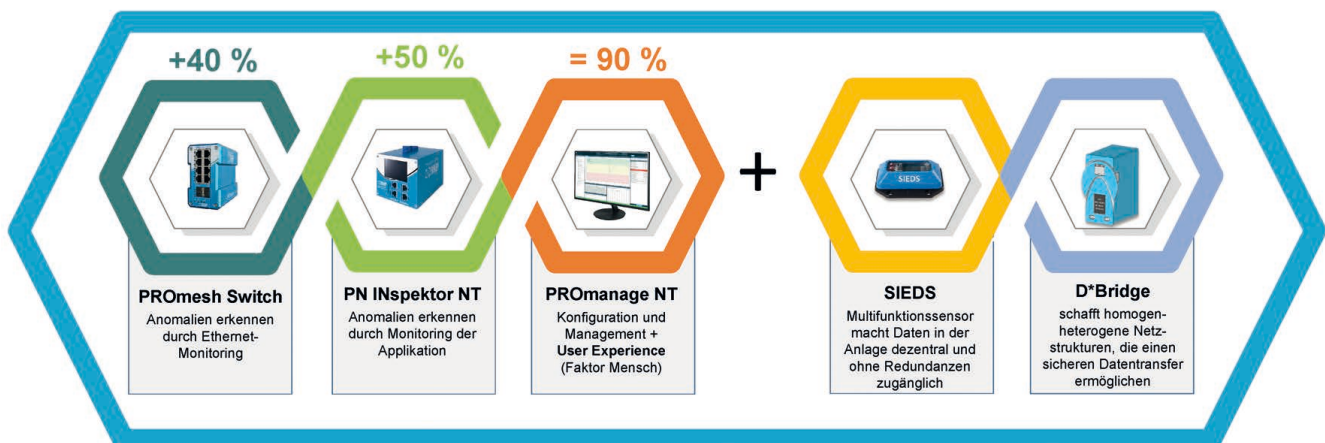 +40 %
+50 %
= 90 %
+
SIEDS
PROmesh Switch
Anomalien erkennen
durch Ethernet-
Monitoring
PN INspektor NT
Anomalien erkennen
durch Monitoring der
Applikation
PROmanage NT
Konfiguration und
Management +
User Experience
(Faktor Mensch)
SIEDS
Multifunktionssensor
macht Daten in der
Anlage dezentral und
ohne Redundanzen
zugänglich
D*Bridge
schafft homogen-
heterogene Netz-
strukturen, die einen
sicheren Datentransfer
ermöglichen